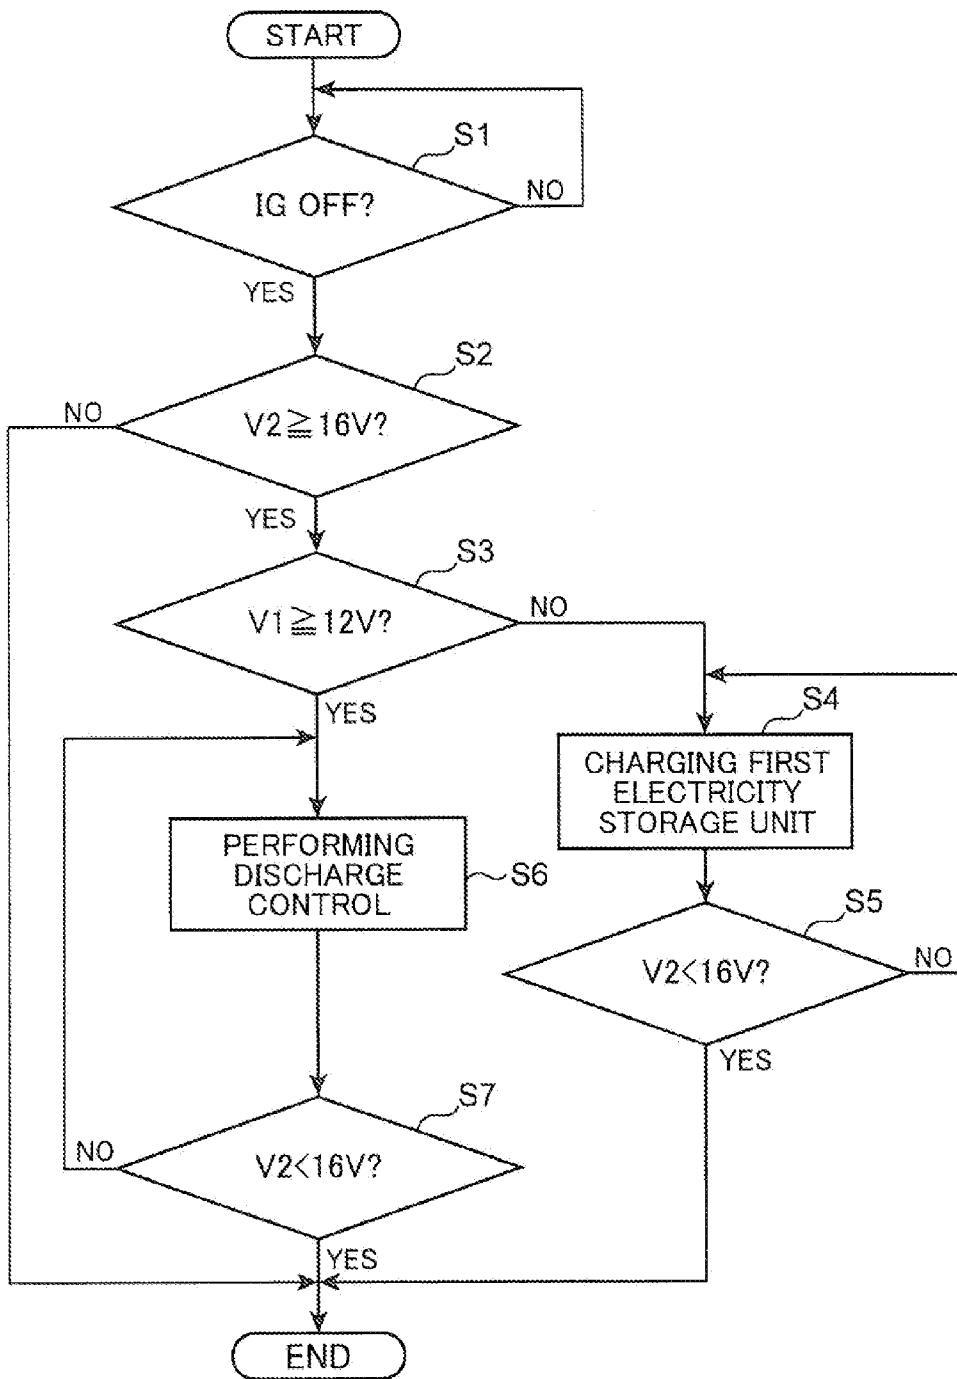 START
S1
IG OFF?
NO
YES
S2
NO
V2≧16V?
YES
S3
V1≧12V?
NO
YES
S4
CHARGING FIRST
ELECTRICITY
STORAGE UNIT
PERFORMING
DISCHARGE
CONTROL
S6
S5
V2<16V?
NO
YES
S7
NO
V2<16V?
YES
END